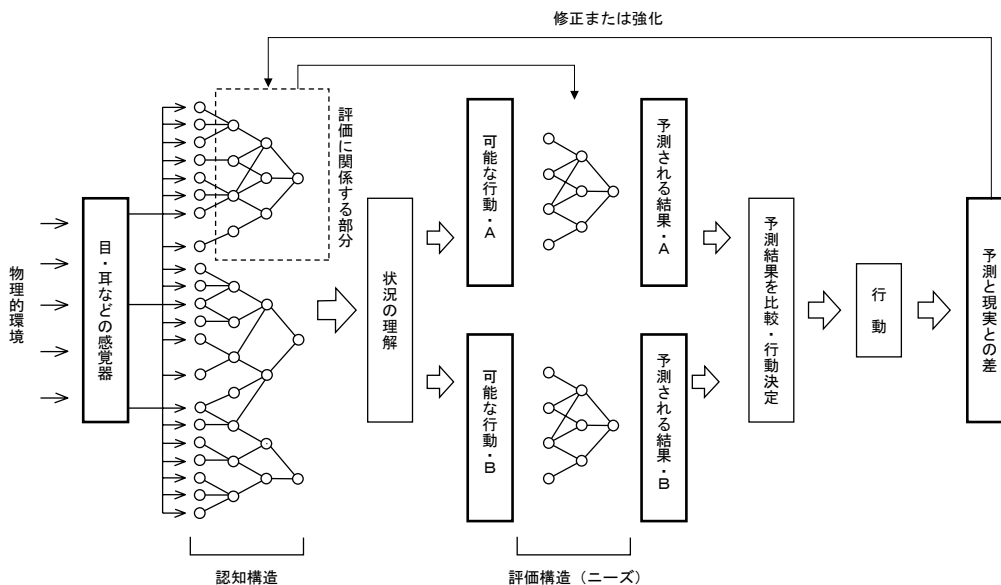 修正または強化
物理的環境
目・耳などの感覚器
評価に関係する部分
状況の理解
可能な行動・A
予測される結果・A
可能な行動・B
予測される結果・B
予測結果を比較・行動決定
行動
予測と現実との差
認知構造
評価構造（ニーズ）